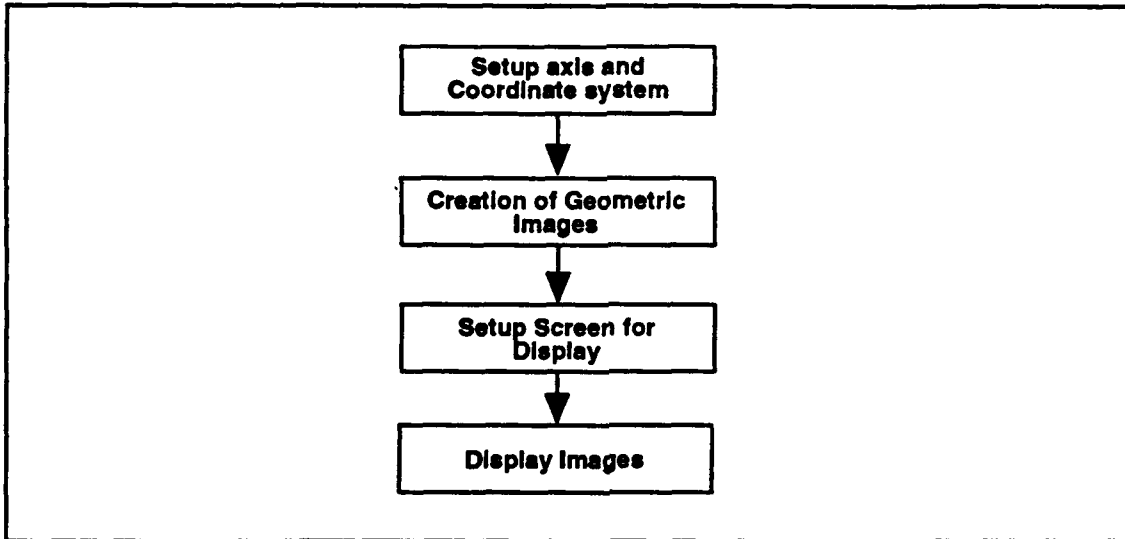 Setup axis and
Coordinate system
Creation of Geometric
Images
Setup Screen for
Display
Display Images